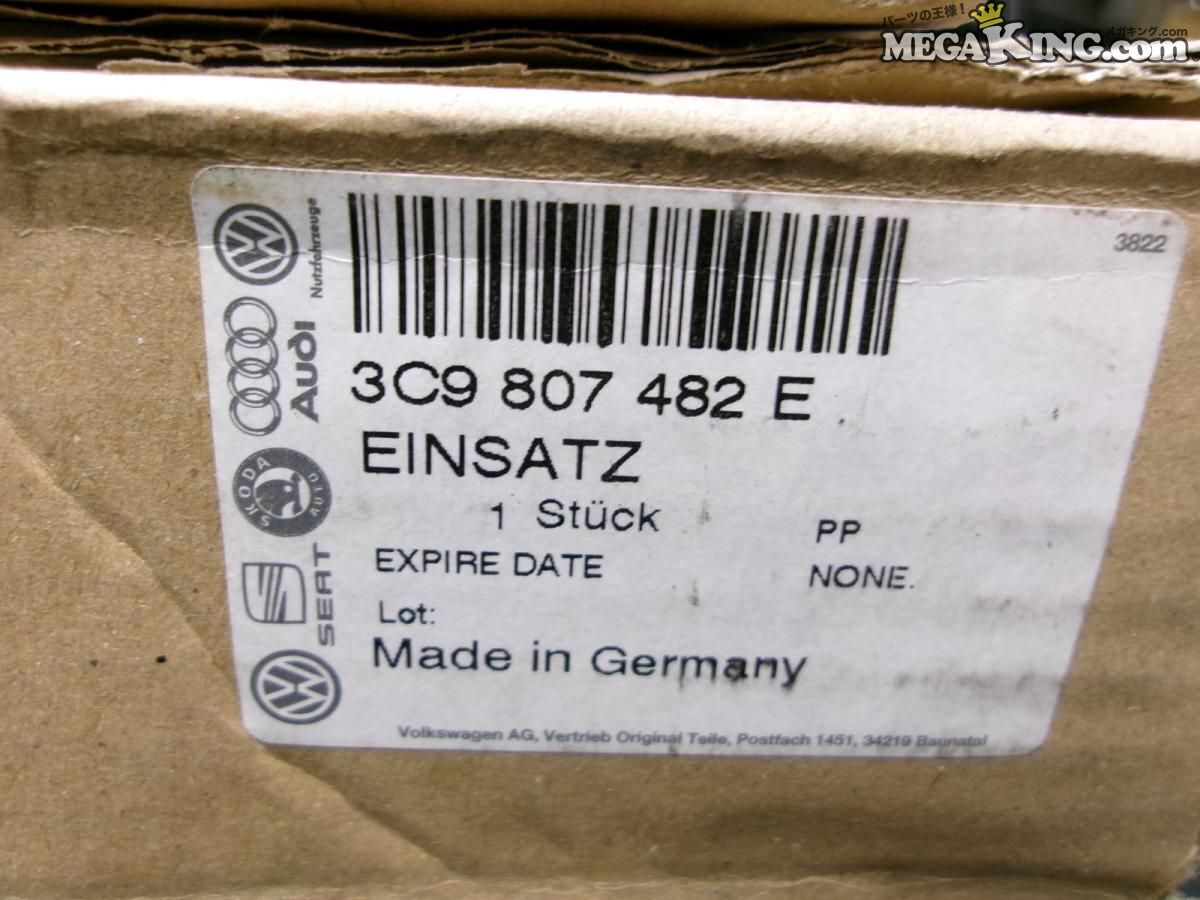 パーツの王様！
メガキング.com
MEGAKING.com
3822
Nutzfahrzeuge
Audi
SKODA
AUTO
SEAT
3C9 807 482 E
EINSATZ
1 Stück PP
EXPIRE DATE NONE.
Lot:
Made in Germany
Volkswagen AG, Vertrieb Original Teile, Postfach 1451, 34219 Baunatal